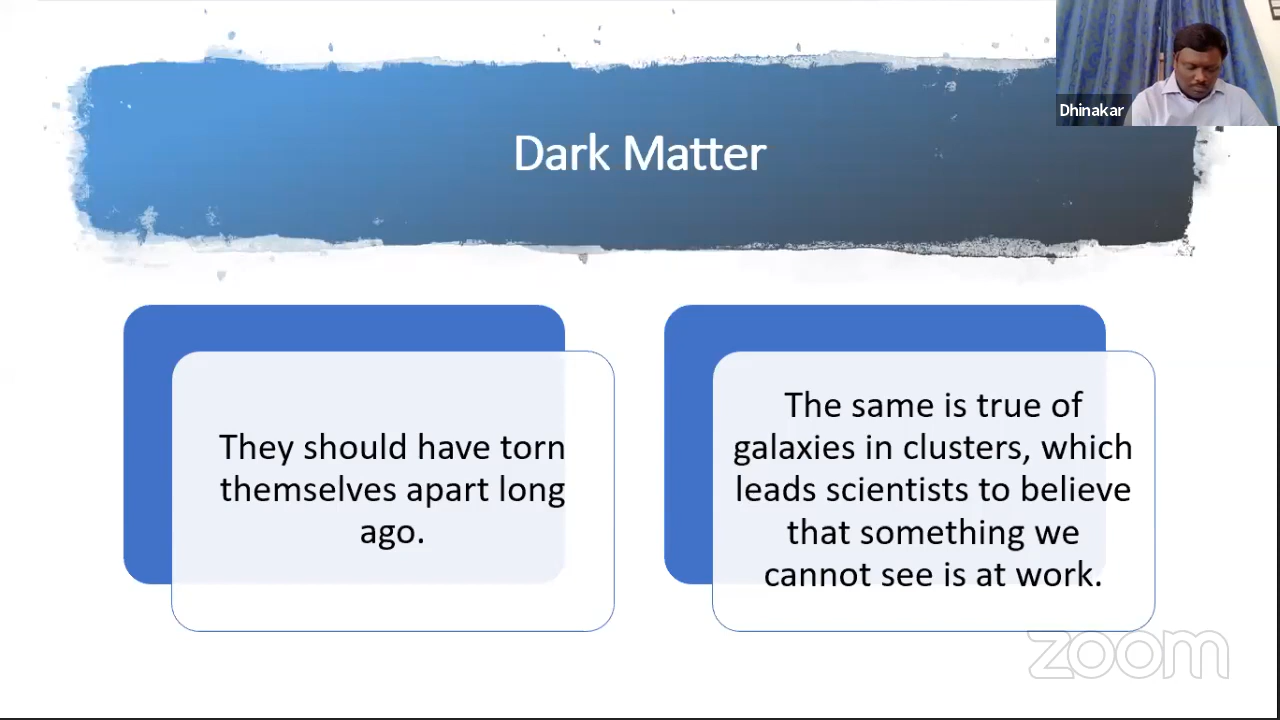 Dhinakar
Dark Matter
They should have torn
themselves apart long
ago.
The same is true of
galaxies in clusters, which
leads scientists to believe
that something we
cannot see is at work.
zoom